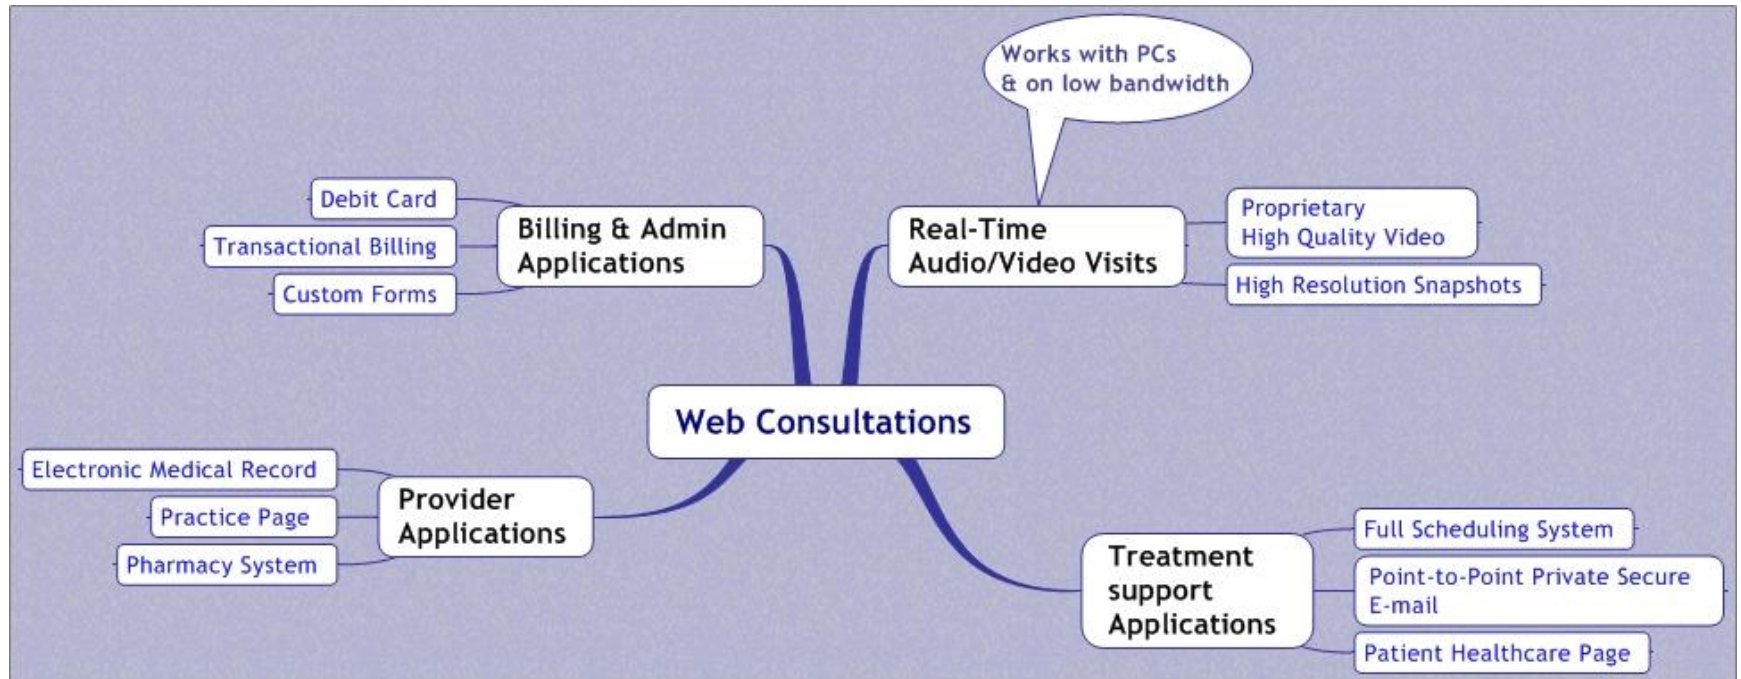 Works with PCs
& on low bandwidth
Debit Card
Transactional Billing
Custom Forms
Billing & Admin
Applications
Real-Time
Audio/Video Visits
Proprietary
High Quality Video
High Resolution Snapshots
Web Consultations
Electronic Medical Record
Practice Page
Pharmacy System
Provider
Applications
Treatment
support
Applications
Full Scheduling System
Point-to-Point Private Secure
E-mail
Patient Healthcare Page